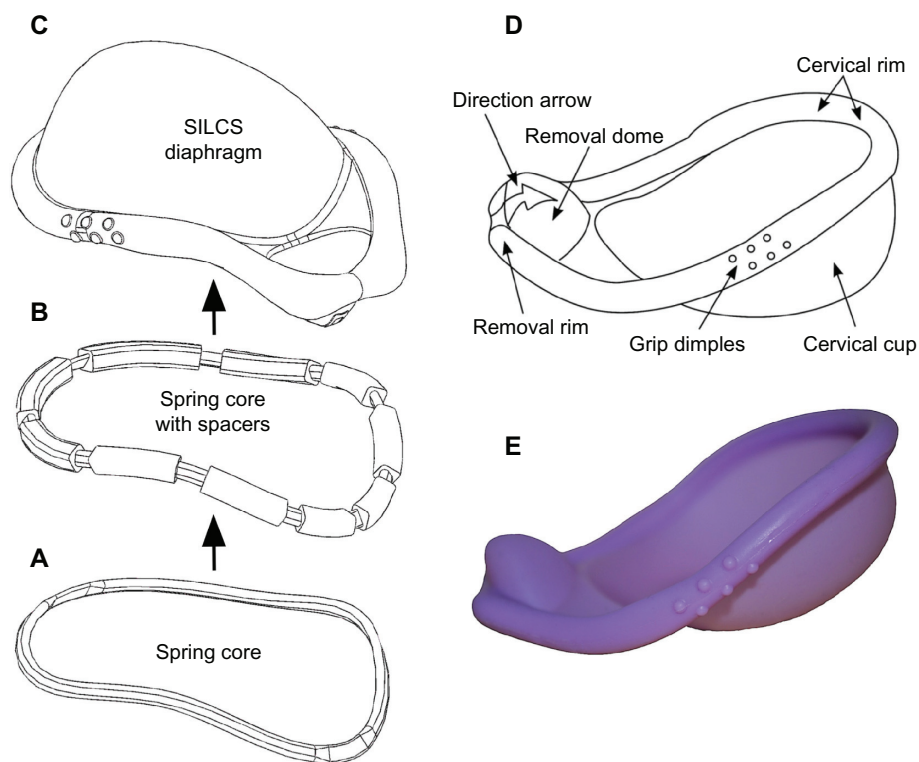 C
SILCS
diaphragm
B
Spring core
with spacers
A
Spring core
D
Cervical rim
Direction arrow
Removal dome
Removal rim
Grip dimples
Cervical cup
E